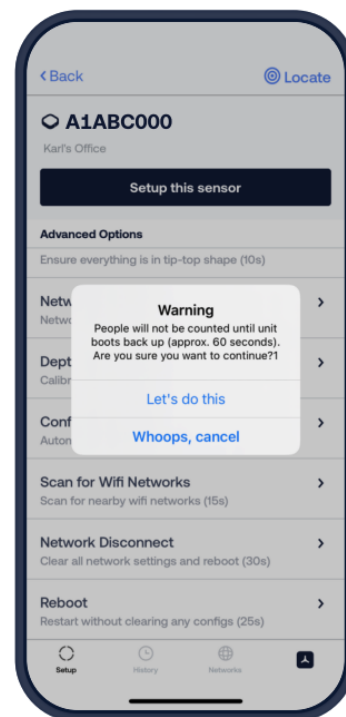 Back
Locate
A1ABC000
Karl's Office
Setup this sensor
Advanced Options
Ensure everything is in tip-top shape (10s)
Netw
Netwo
Warning
People will not be counted until unit
boots back up (approx. 60 seconds).
Are you sure you want to continue?1
Dept
Calibr
Let's do this
Conf
Whoops, cancel
Auton
Scan for Wifi Networks
Scan for nearby wifi networks (15s)
Network Disconnect
Clear all network settings and reboot (30s)
Reboot
Restart without clearing any configs (25s)
Setup
History
Networks